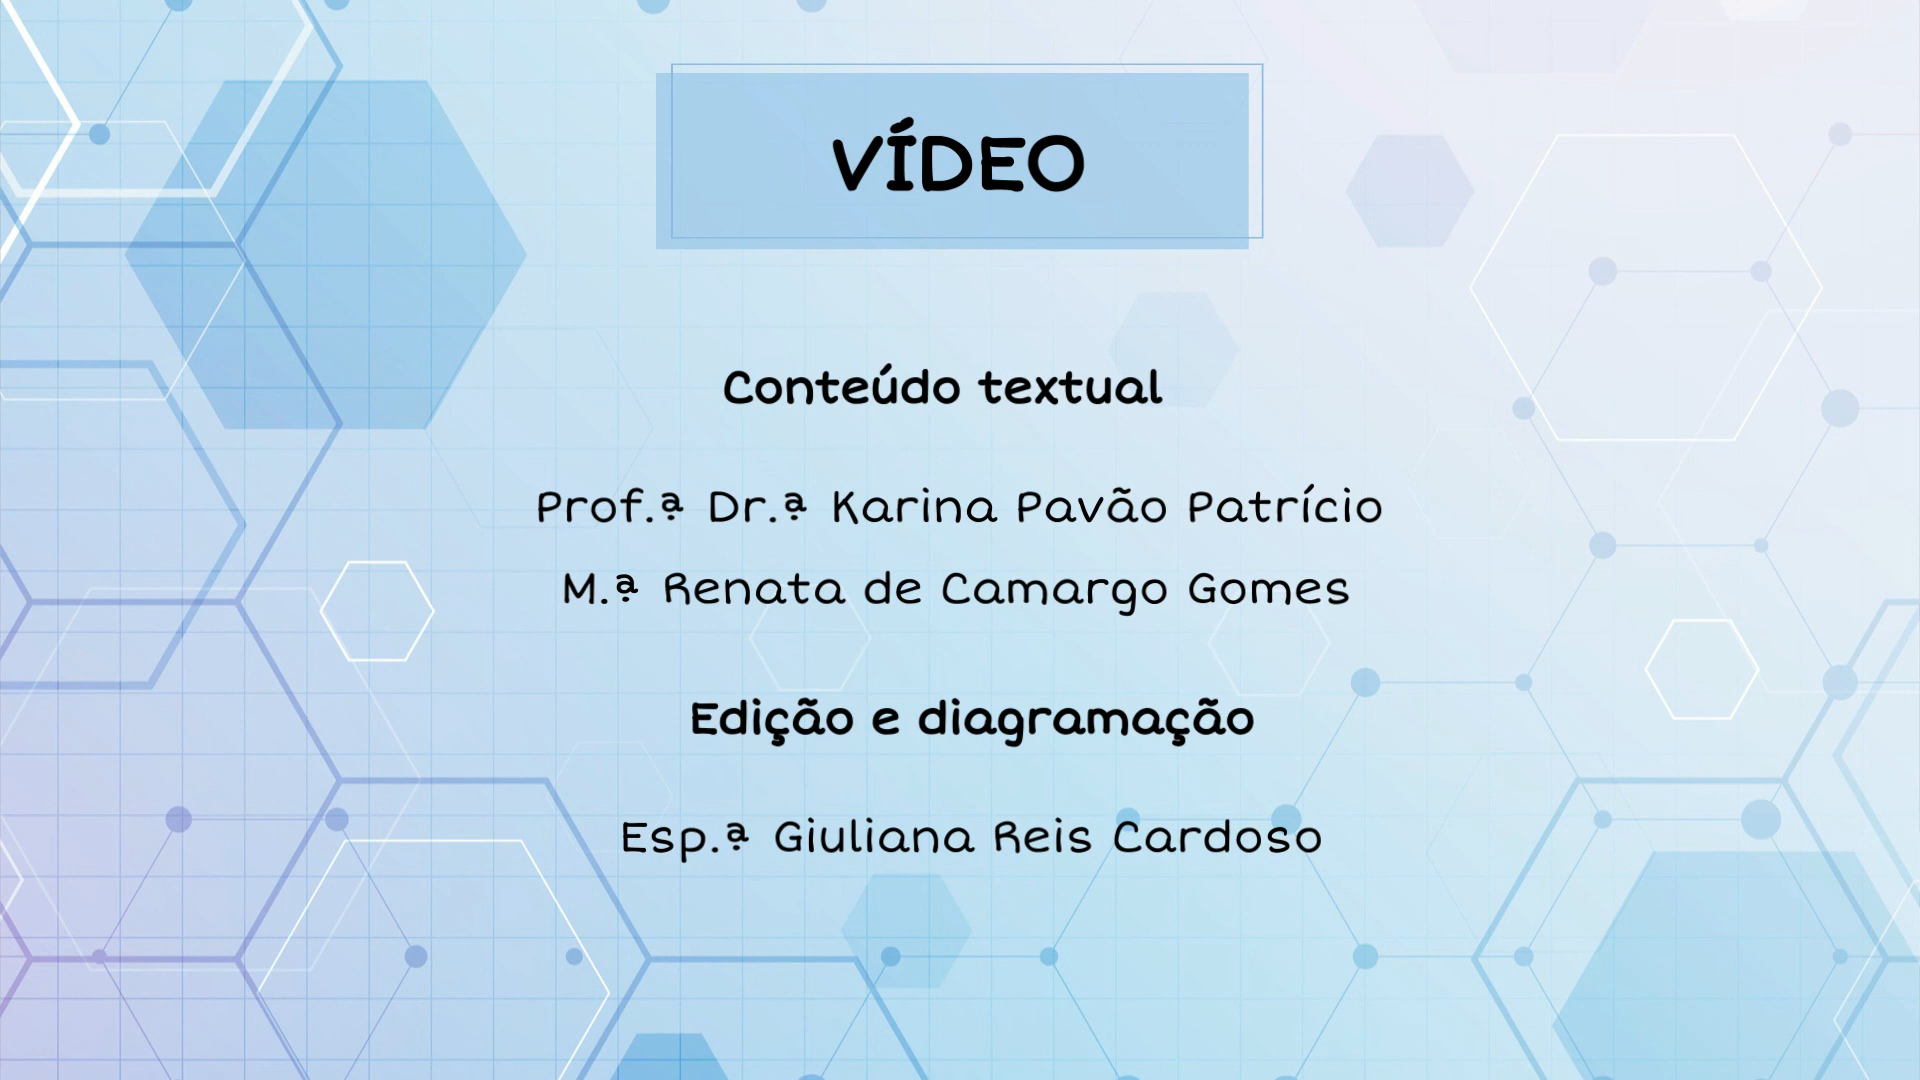 VÍDEO
Conteúdo textual
Prof.ª Dr.ª Karina Pavão Patrício
M.ª Renata de Camargo Gomes
Edição e diagramação
Esp.ª Giuliana Reis Cardoso